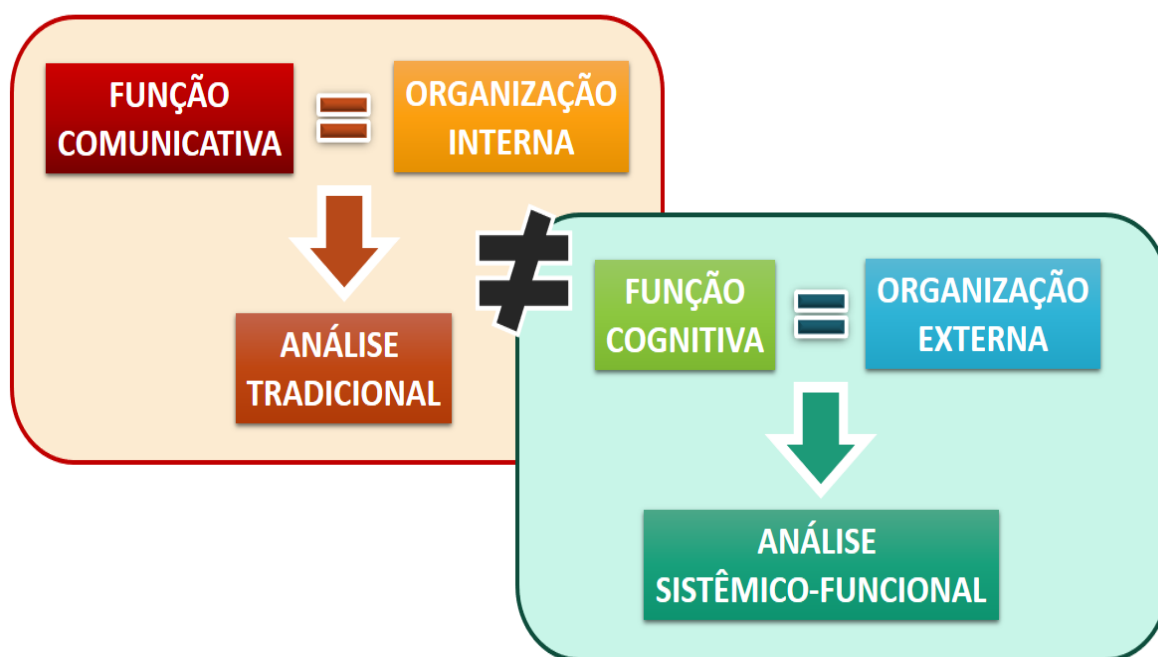 FUNÇÃO
COMUNICATIVA
=
ORGANIZAÇÃO
INTERNA
ANÁLISE
TRADICIONAL
≠
FUNÇÃO
COGNITIVA
=
ORGANIZAÇÃO
EXTERNA
ANÁLISE
SISTÊMICO-FUNCIONAL